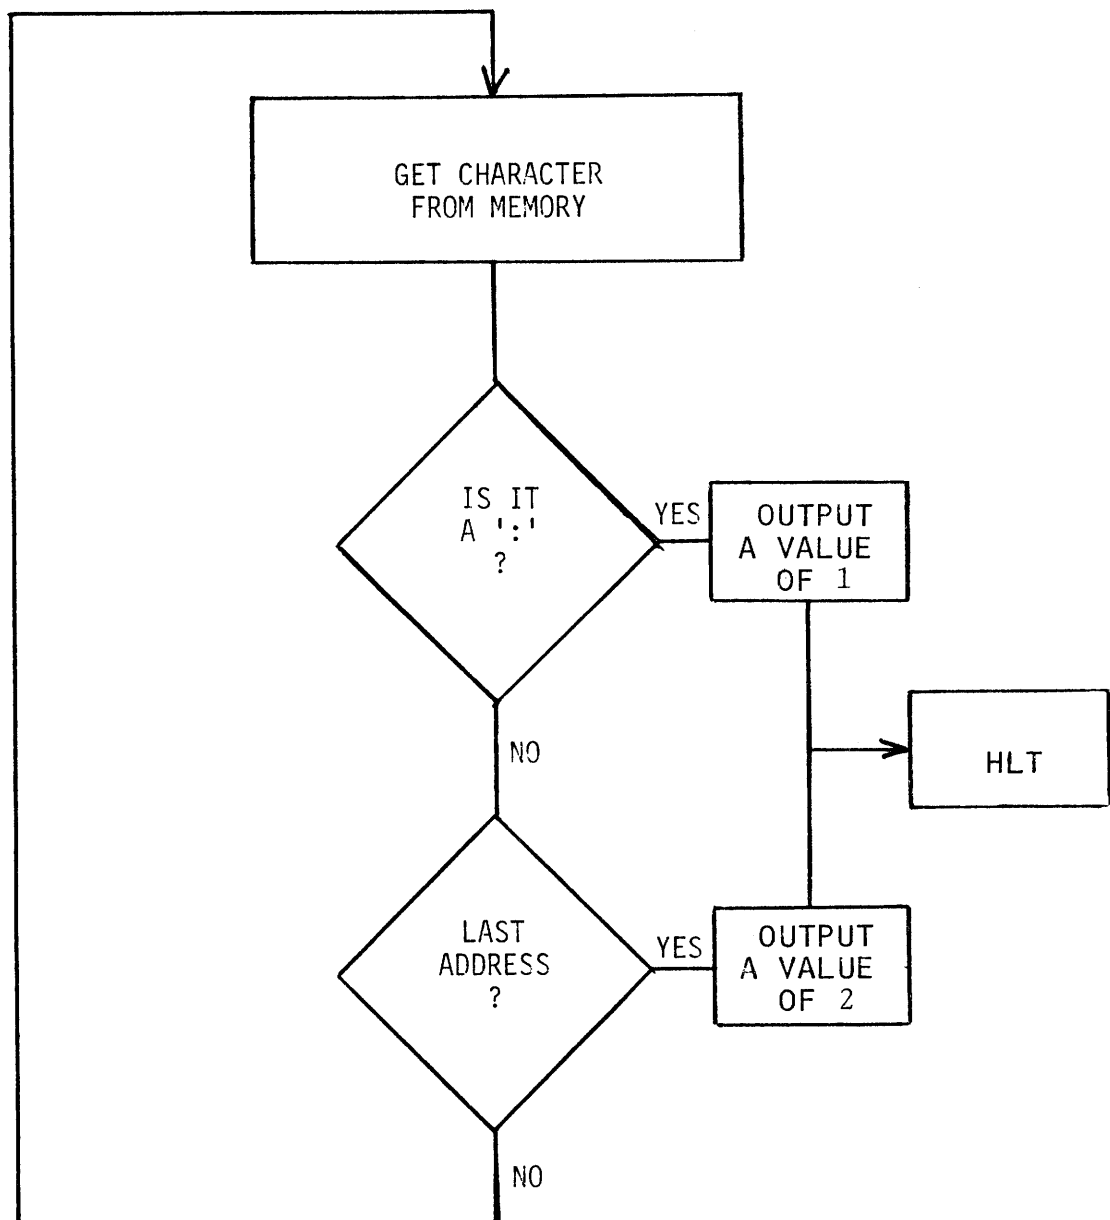 GET CHARACTER
FROM MEMORY
IS IT
A ':'
?
YES
OUTPUT
A VALUE
OF 1
NO
HLT
LAST
ADDRESS
?
YES
OUTPUT
A VALUE
OF 2
NO